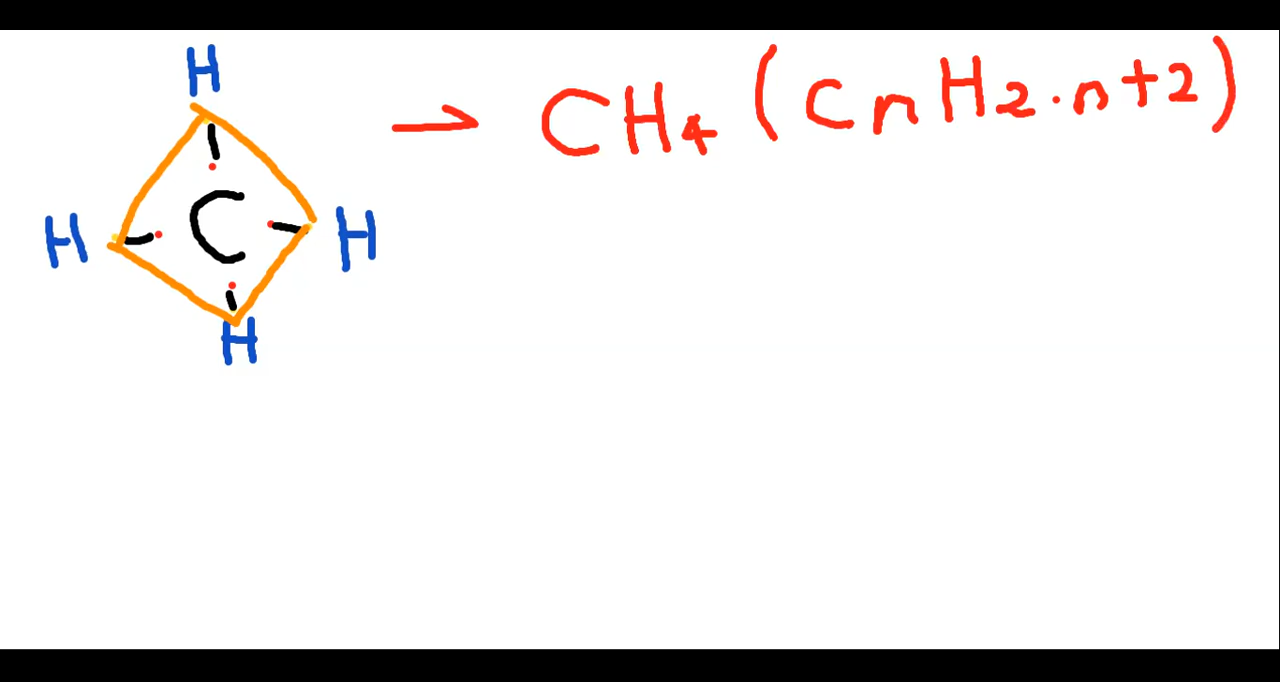 H
→ CH4 (CnH2·n+2)
H C H
H